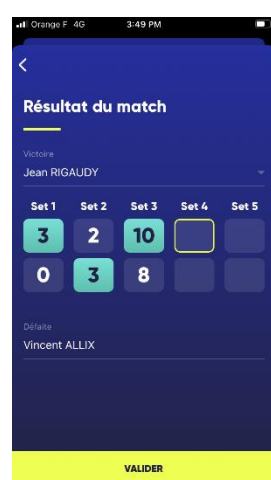 Orange F 4G 3:49 PM
Résultat du match
Victoire
Jean RIGAUDY
Set 1 Set 2 Set 3 Set 4 Set 5
3 2 10
0 3 8
Défaite
Vincent ALLIX
VALIDER